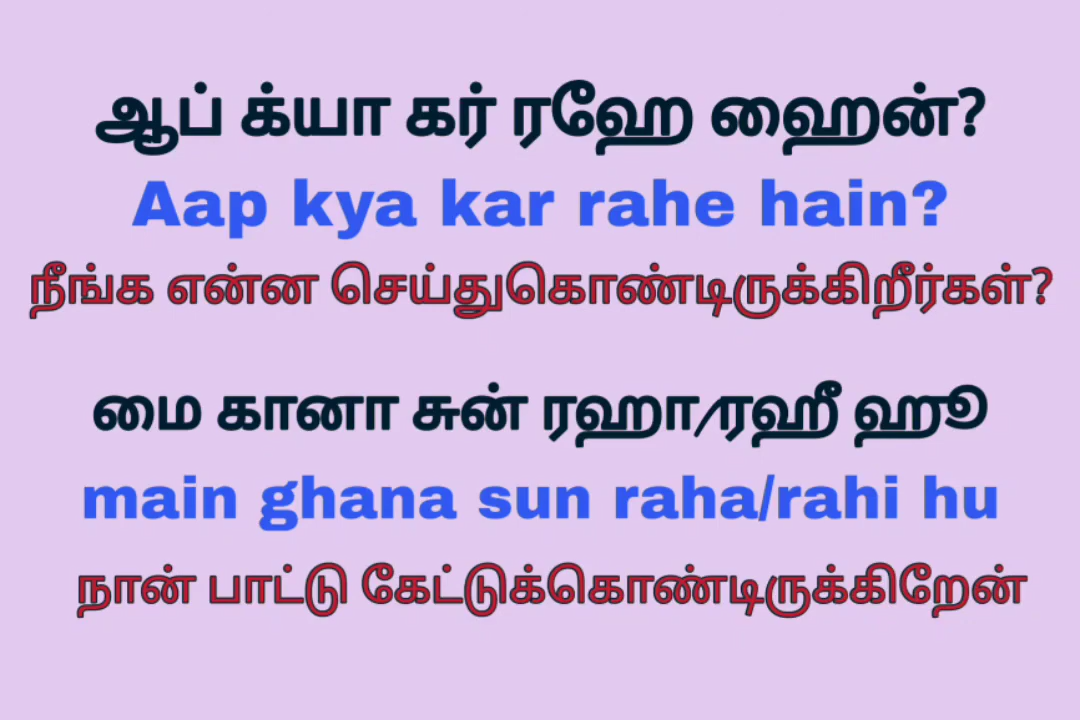 ஆப் க்யா கர் ரஹே ஹைன்?
Aap kya kar rahe hain?
நீங்க என்ன செய்துகொண்டிருக்கிறீர்கள்?
மை கானா சுன் ரஹா/ரஹீ ஹூ
main ghana sun raha/rahi hu
நான் பாட்டு கேட்டுக்கொண்டிருக்கிறேன்